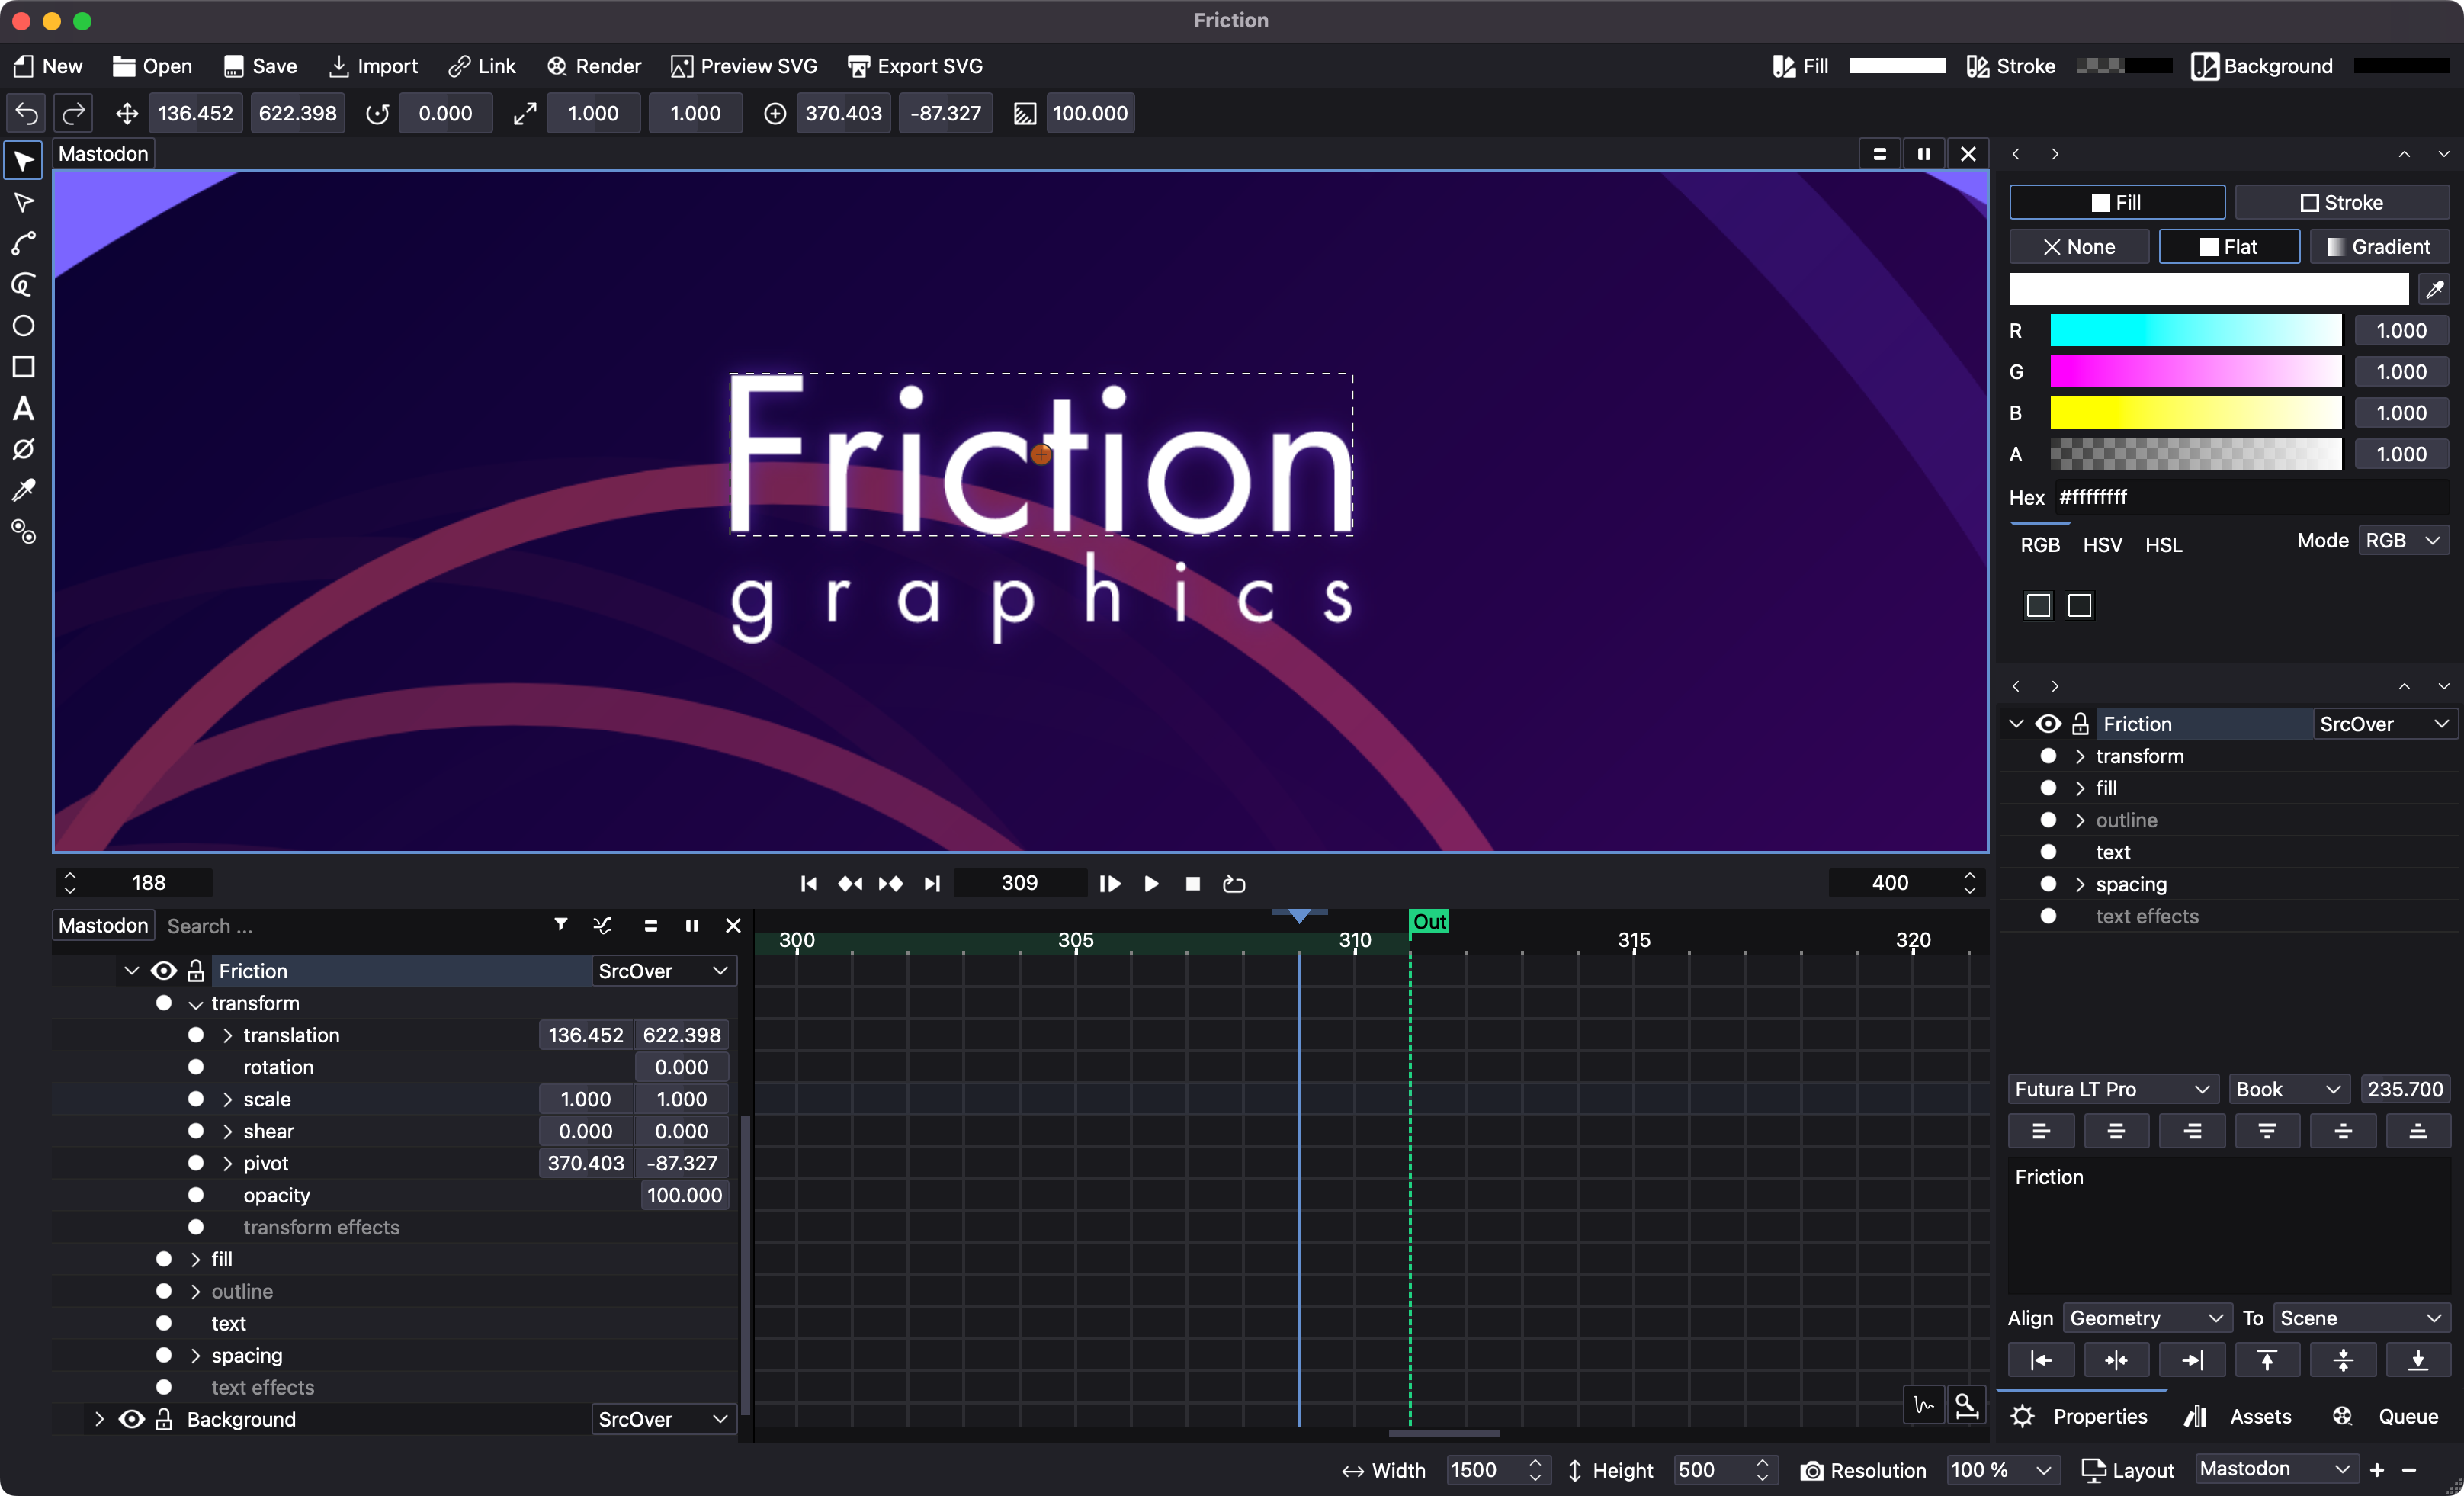 Friction
New Open Save Import Link Render Preview SVG Export SVG Fill Stroke Background
136.452 622.398 0.000 1.000 1.000 370.403 -87.327 100.000
Mastodon
Fill Stroke
None Flat Gradient
R 1.000
G 1.000
B 1.000
A 1.000
Hex #ffffffff
RGB HSV HSL Mode RGB
Friction
graphics
Friction SrcOver
transform
fill
outline
text
spacing
text effects
188 309 400
Mastodon Search ...
Out
300 305 310 315 320
Friction SrcOver
transform
translation 136.452 622.398
rotation 0.000
scale 1.000 1.000
shear 0.000 0.000
pivot 370.403 -87.327
opacity 100.000
transform effects
fill
outline
text
spacing
text effects
Background SrcOver
Futura LT Pro Book 235.700
Friction
Align Geometry To Scene
Properties Assets Queue
Width 1500 Height 500 Resolution 100 % Layout Mastodon